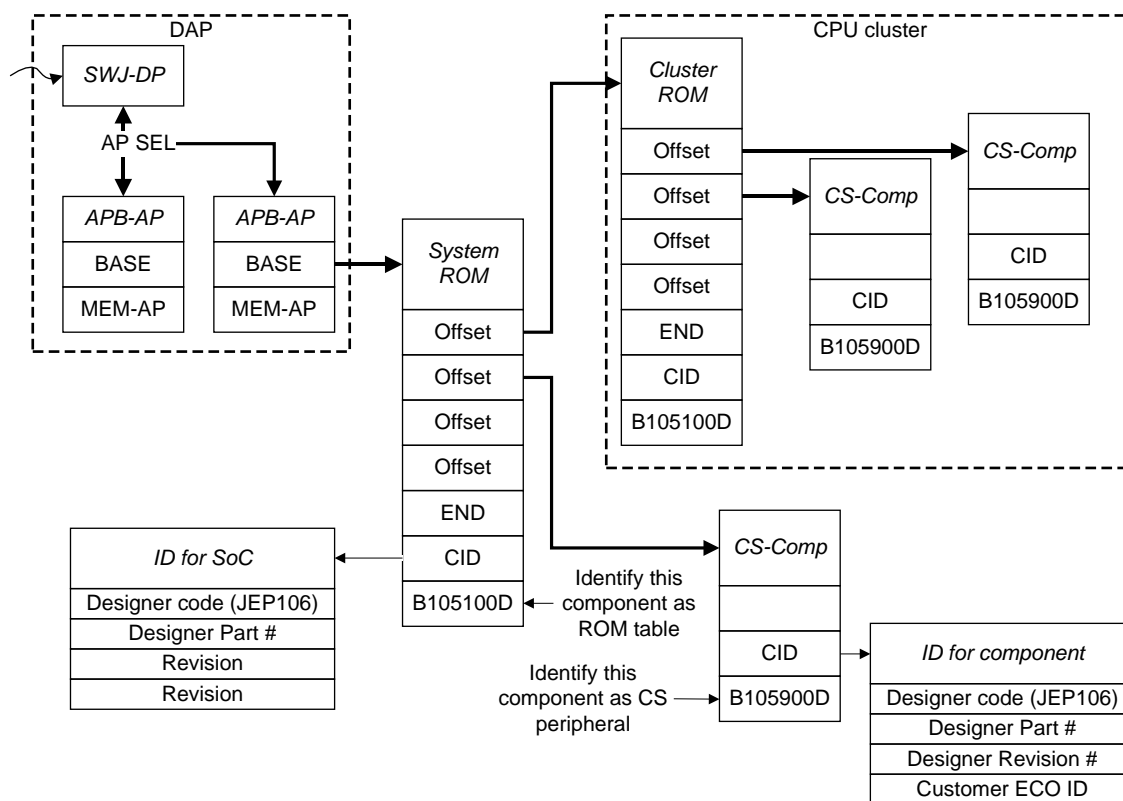 DAP
SWJ-DP
AP SEL
APB-AP
BASE
MEM-AP
APB-AP
BASE
MEM-AP
System
ROM
Offset
Offset
Offset
Offset
END
CID
B105100D
CPU cluster
Cluster
ROM
Offset
Offset
Offset
Offset
END
CID
B105100D
CS-Comp
CID
B105900D
CS-Comp
CID
B105900D
ID for SoC
Designer code (JEP106)
Designer Part #
Revision
Revision
Identify this
component as
ROM table
CS-Comp
CID
B105900D
Identify this
component as CS
peripheral
ID for component
Designer code (JEP106)
Designer Part #
Designer Revision #
Customer ECO ID